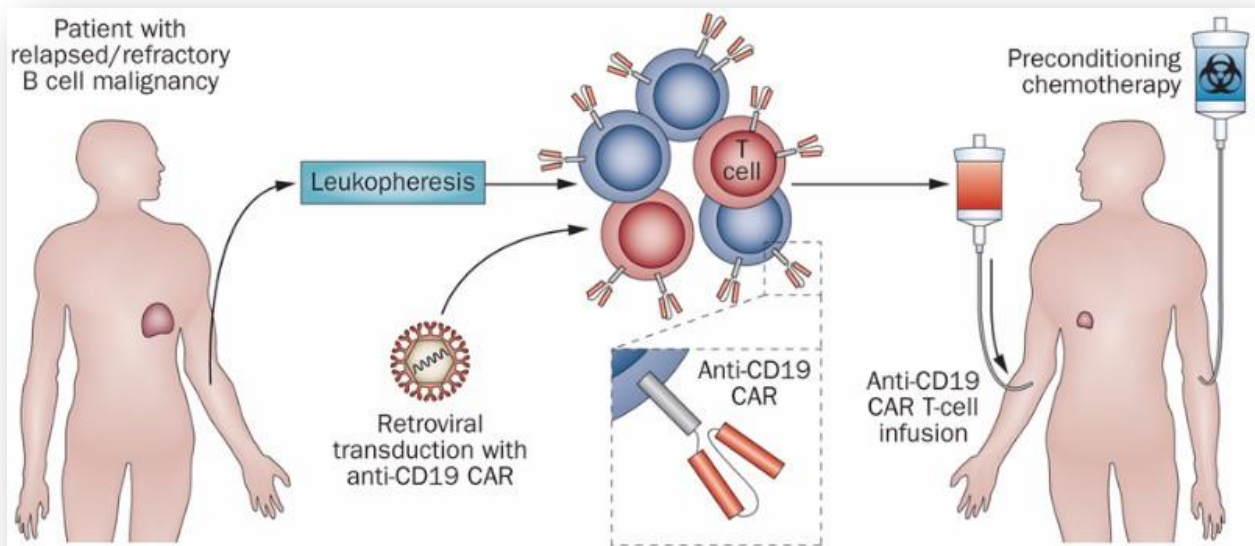 Patient with
relapsed/refractory
B cell malignancy
Leukopheresis
Retroviral
transduction with
anti-CD19 CAR
T
cell
Anti-CD19
CAR
Preconditioning
chemotherapy
Anti-CD19
CAR T-cell
infusion